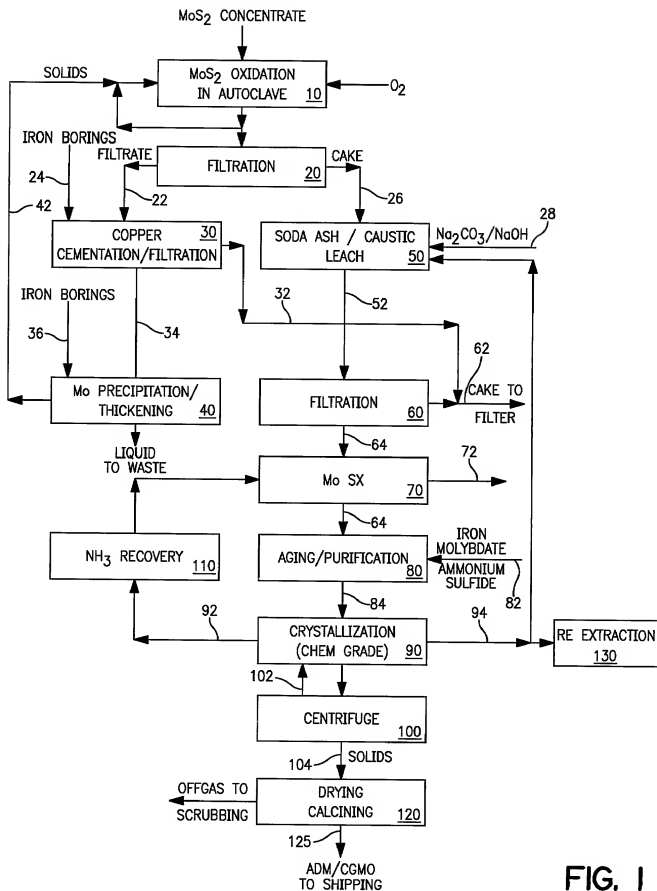 MoS2 CONCENTRATE
SOLIDS
MoS2 OXIDATION
IN AUTOCLAVE 10
O2
IRON BORINGS
FILTRATE
FILTRATION 20
CAKE
24
42
22
26
30
COPPER
CEMENTATION/FILTRATION
SODA ASH / CAUSTIC
LEACH 50
Na2CO3/NaOH
28
IRON BORINGS
36
34
32
52
62
Mo PRECIPITATION/
THICKENING 40
FILTRATION 60
CAKE TO
FILTER
LIQUID
TO WASTE
64
Mo SX 70
72
64
NH3 RECOVERY 110
AGING/PURIFICATION 80
IRON
MOLYBDATE
AMMONIUM
SULFIDE
82
84
92
CRYSTALLIZATION
(CHEM GRADE) 90
94
RE EXTRACTION
130
102
CENTRIFUGE
100
104
SOLIDS
OFFGAS TO
SCRUBBING
DRYING
CALCINING 120
125
ADM/CGMO
TO SHIPPING
FIG. 1